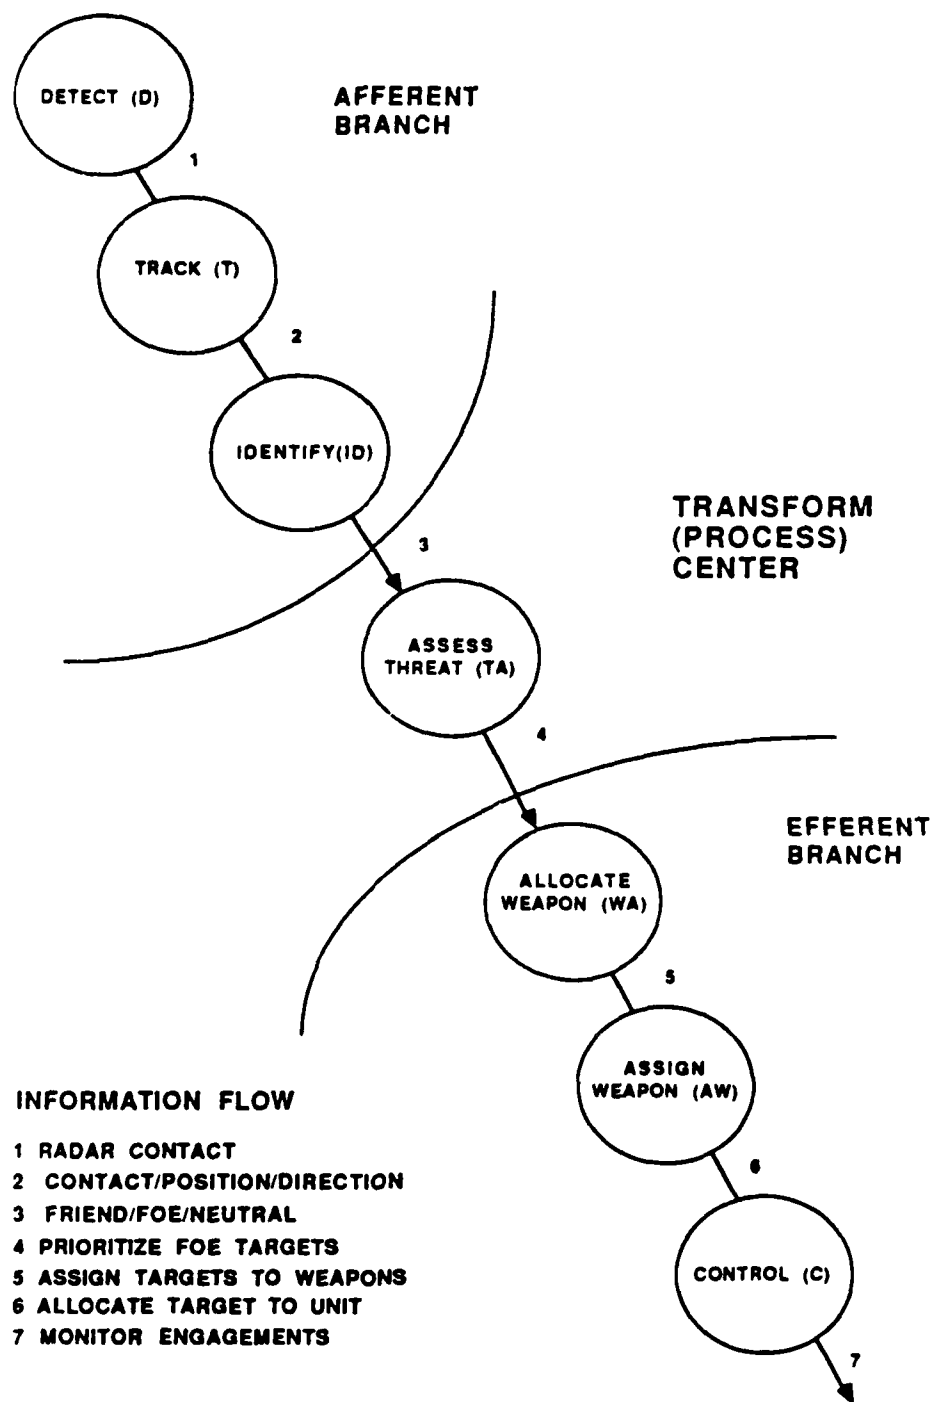 DETECT (D)
AFFERENT
BRANCH
1
TRACK (T)
2
IDENTIFY(ID)
TRANSFORM
(PROCESS)
CENTER
3
ASSESS
THREAT (TA)
4
EFFERENT
BRANCH
ALLOCATE
WEAPON (WA)
5
ASSIGN
WEAPON (AW)
6
CONTROL (C)
7
INFORMATION FLOW
1 RADAR CONTACT
2 CONTACT/POSITION/DIRECTION
3 FRIEND/FOE/NEUTRAL
4 PRIORITIZE FOE TARGETS
5 ASSIGN TARGETS TO WEAPONS
6 ALLOCATE TARGET TO UNIT
7 MONITOR ENGAGEMENTS